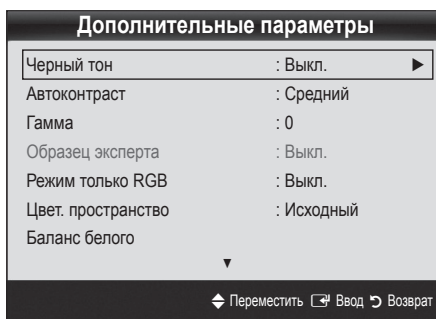 Дополнительные параметры
Черный тон : Выкл. ►
Автоконтраст : Средний
Гамма : 0
Образец эксперта : Выкл.
Режим только RGB : Выкл.
Цвет. пространство : Исходный
Баланс белого
▼
Переместить Ввод Возврат